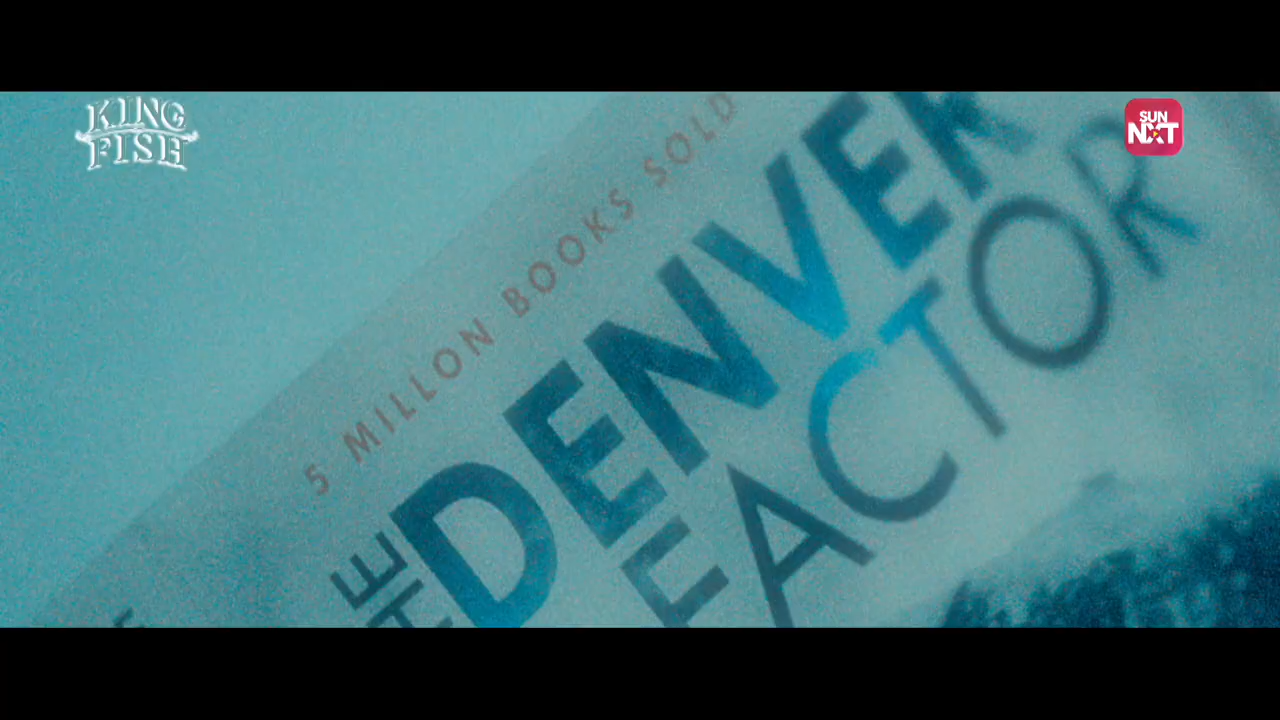 KING
FISH
SUN
NXT
5 MILLON BOOKS SOLD
THE
DENVER
FACTOR